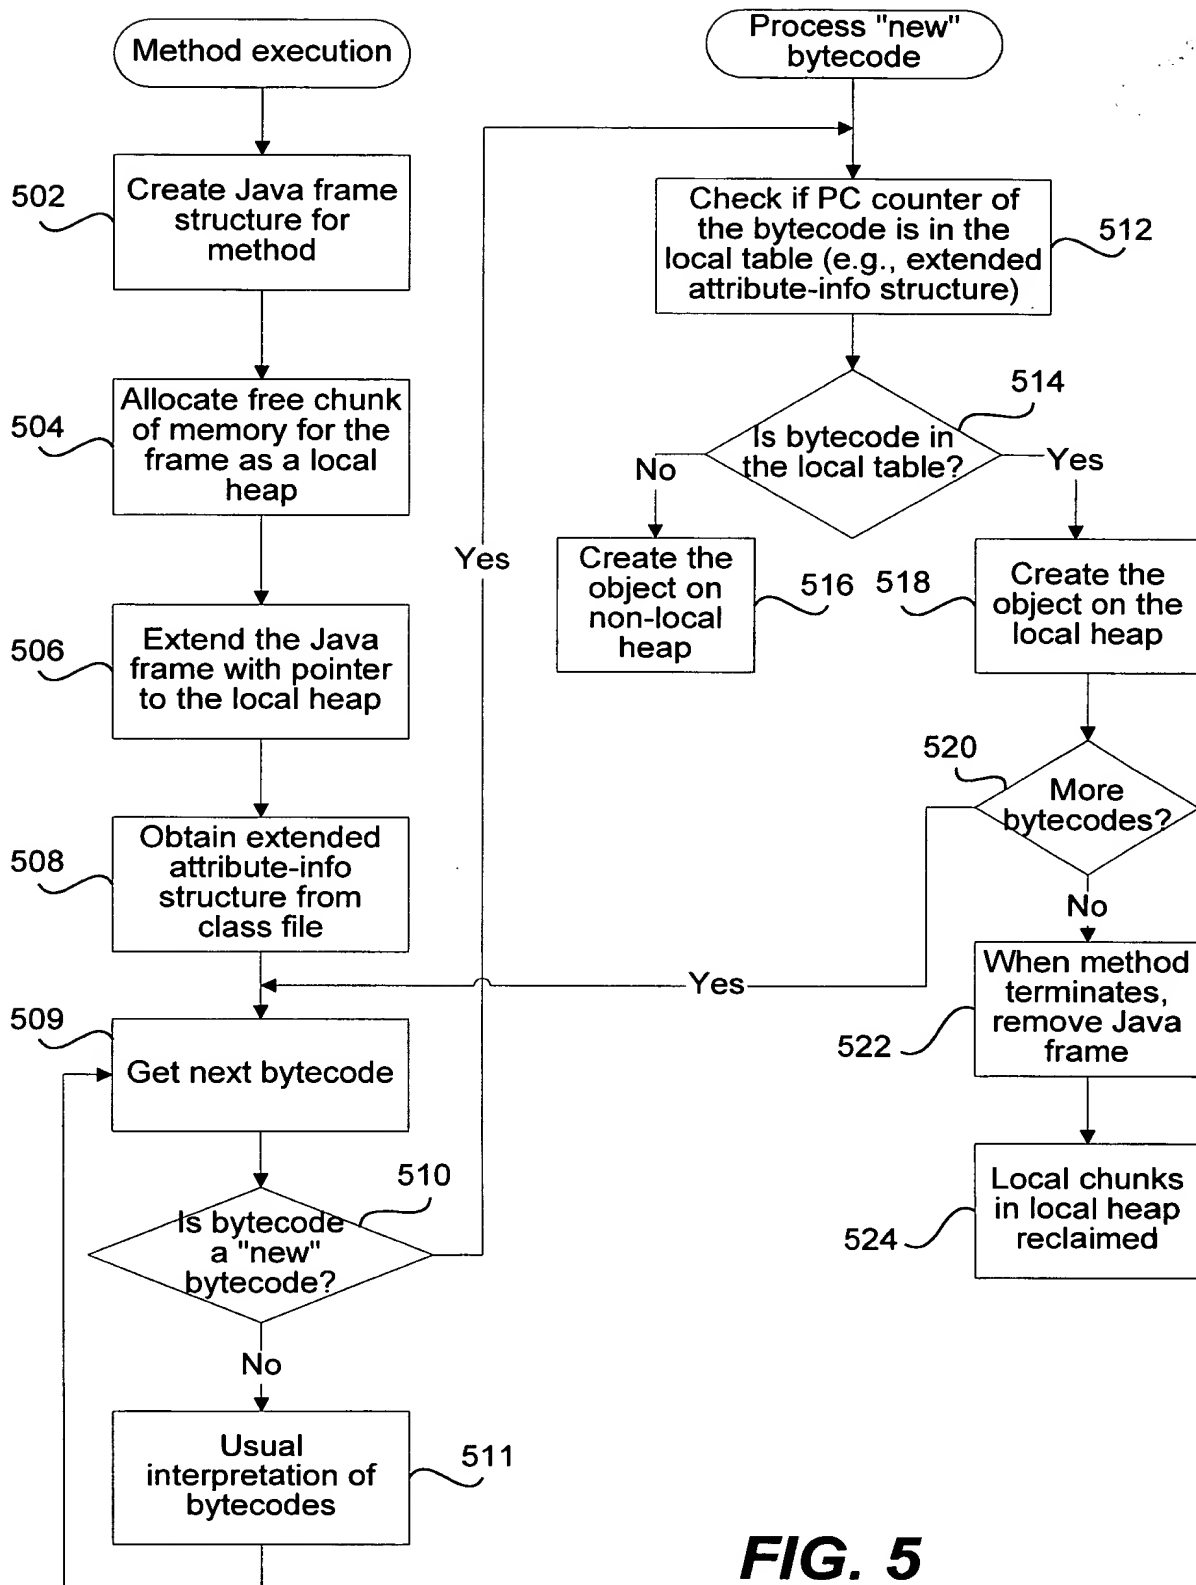 Method execution
502
Create Java frame
structure for
method
504
Allocate free chunk
of memory for the
frame as a local
heap
506
Extend the Java
frame with pointer
to the local heap
508
Obtain extended
attribute-info
structure from
class file
509
Get next bytecode
510
Is bytecode
a "new"
bytecode?
Yes
No
Usual
interpretation of
bytecodes
511
Process "new"
bytecode
Check if PC counter of
the bytecode is in the
local table (e.g., extended
attribute-info structure)
512
514
Is bytecode in
the local table?
No
Yes
Create the
object on
non-local
heap
516
518
Create the
object on the
local heap
520
More
bytecodes?
Yes
No
When method
terminates,
remove Java
frame
522
Local chunks
in local heap
reclaimed
524
FIG. 5